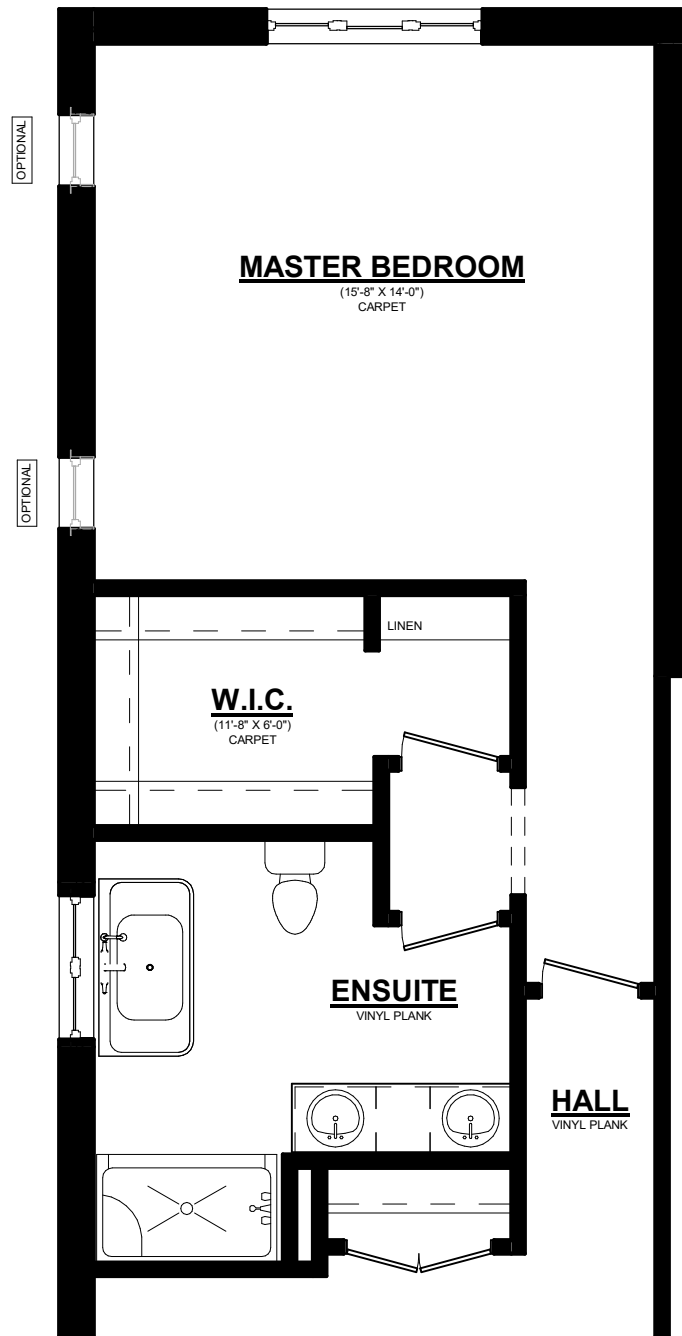 OPTIONAL
MASTER BEDROOM
(15'-8" X 14'-0")
CARPET
OPTIONAL
LINEN
W.I.C.
(11'-8" X 6'-0")
CARPET
ENSUITE
VINYL PLANK
HALL
VINYL PLANK